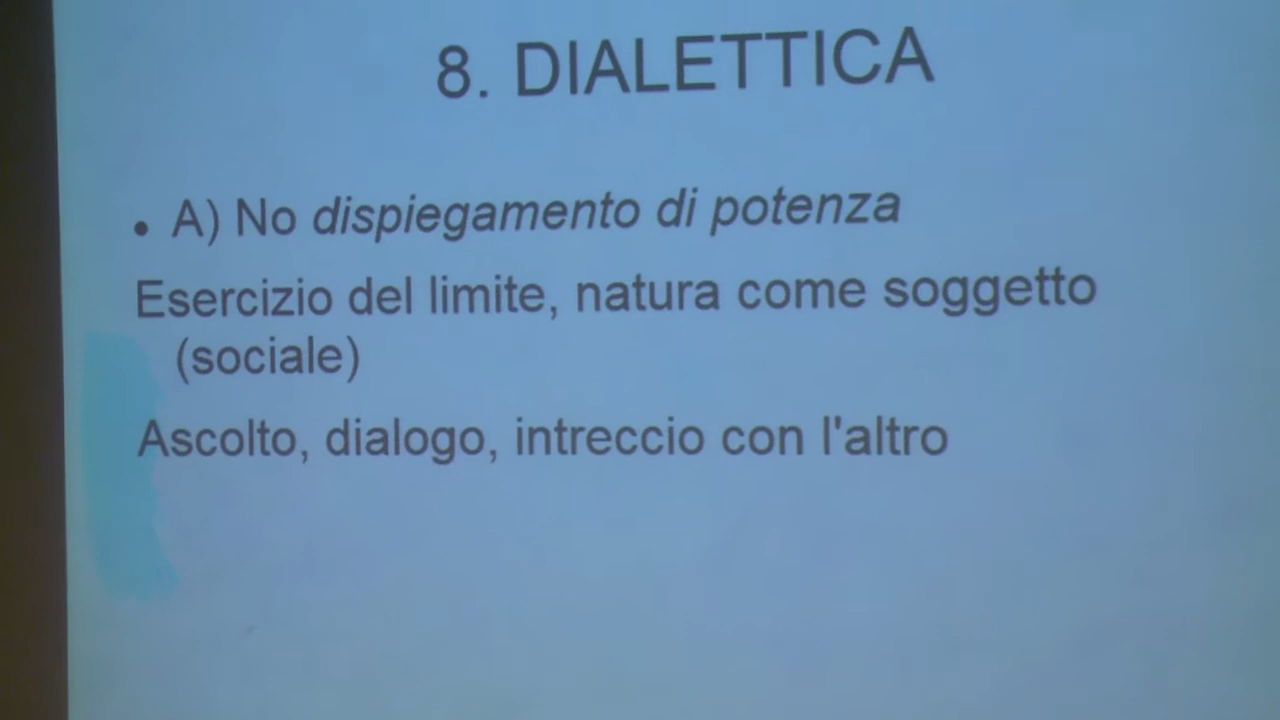 8. DIALETTICA
• A) No dispiegamento di potenza
Esercizio del limite, natura come soggetto
(sociale)
Ascolto, dialogo, intreccio con l'altro